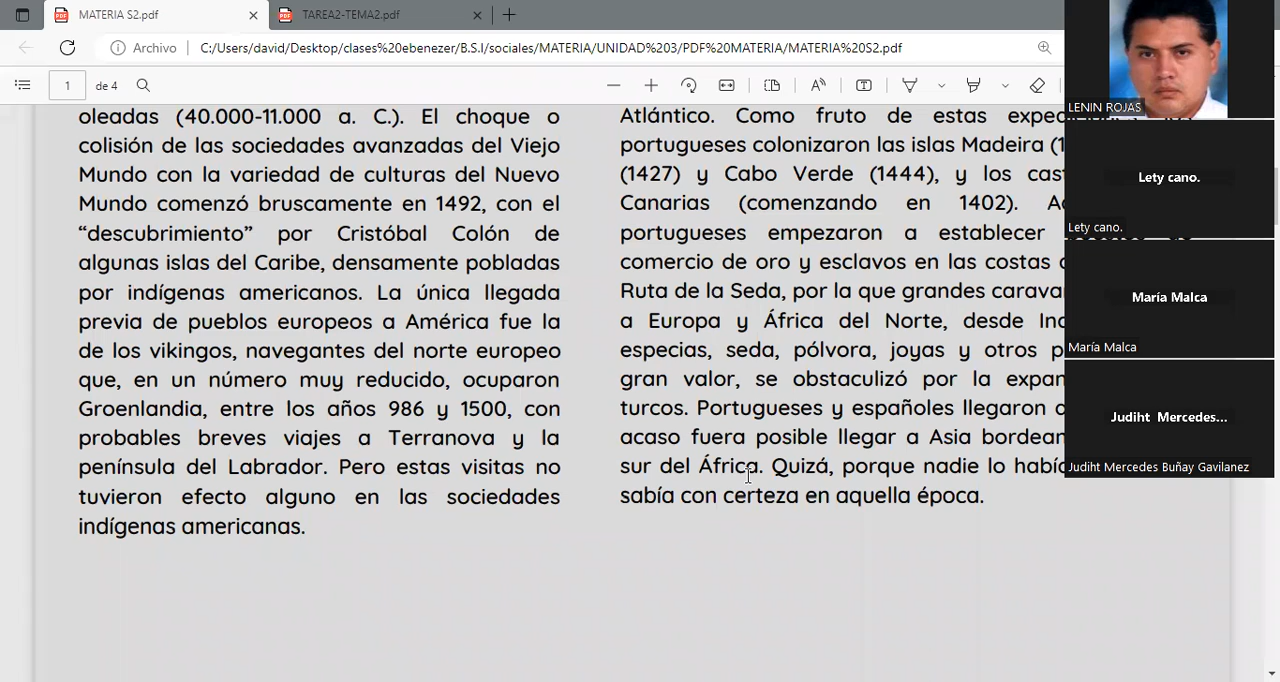 MATERIA S2.pdf
TAREA2-TEMA2.pdf
Archivo
C:/Users/david/Desktop/clases%20ebenezer/B.S.I/sociales/MATERIA/UNIDAD%203/PDF%20MATERIA/MATERIA%20S2.pdf
1 de 4
oleadas (40.000-11.000 a. C.). El choque o
colisión de las sociedades avanzadas del Viejo
Mundo con la variedad de culturas del Nuevo
Mundo comenzó bruscamente en 1492, con el
“descubrimiento” por Cristóbal Colón de
algunas islas del Caribe, densamente pobladas
por indígenas americanos. La única llegada
previa de pueblos europeos a América fue la
de los vikingos, navegantes del norte europeo
que, en un número muy reducido, ocuparon
Groenlandia, entre los años 986 y 1500, con
probables breves viajes a Terranova y la
península del Labrador. Pero estas visitas no
tuvieron efecto alguno en las sociedades
indígenas americanas.
Atlántico. Como fruto de estas
portugueses colonizaron las islas Madeira
(1427) y Cabo Verde (1444), y los
Canarias (comenzando en 1402).
portugueses empezaron a establecer
comercio de oro y esclavos en las costas
Ruta de la Seda, por la que grandes
a Europa y África del Norte, desde
especias, seda, pólvora, joyas y otros
gran valor, se obstaculizó por la
turcos. Portugueses y españoles llegaron
acaso fuera posible llegar a Asia
sur del África. Quizá, porque nadie lo
sabía con certeza en aquella época.
LENIN ROJAS
Lety cano.
Lety cano.
María Malca
María Malca
Judiht Mercedes...
Judiht Mercedes Buñay Gavilanez